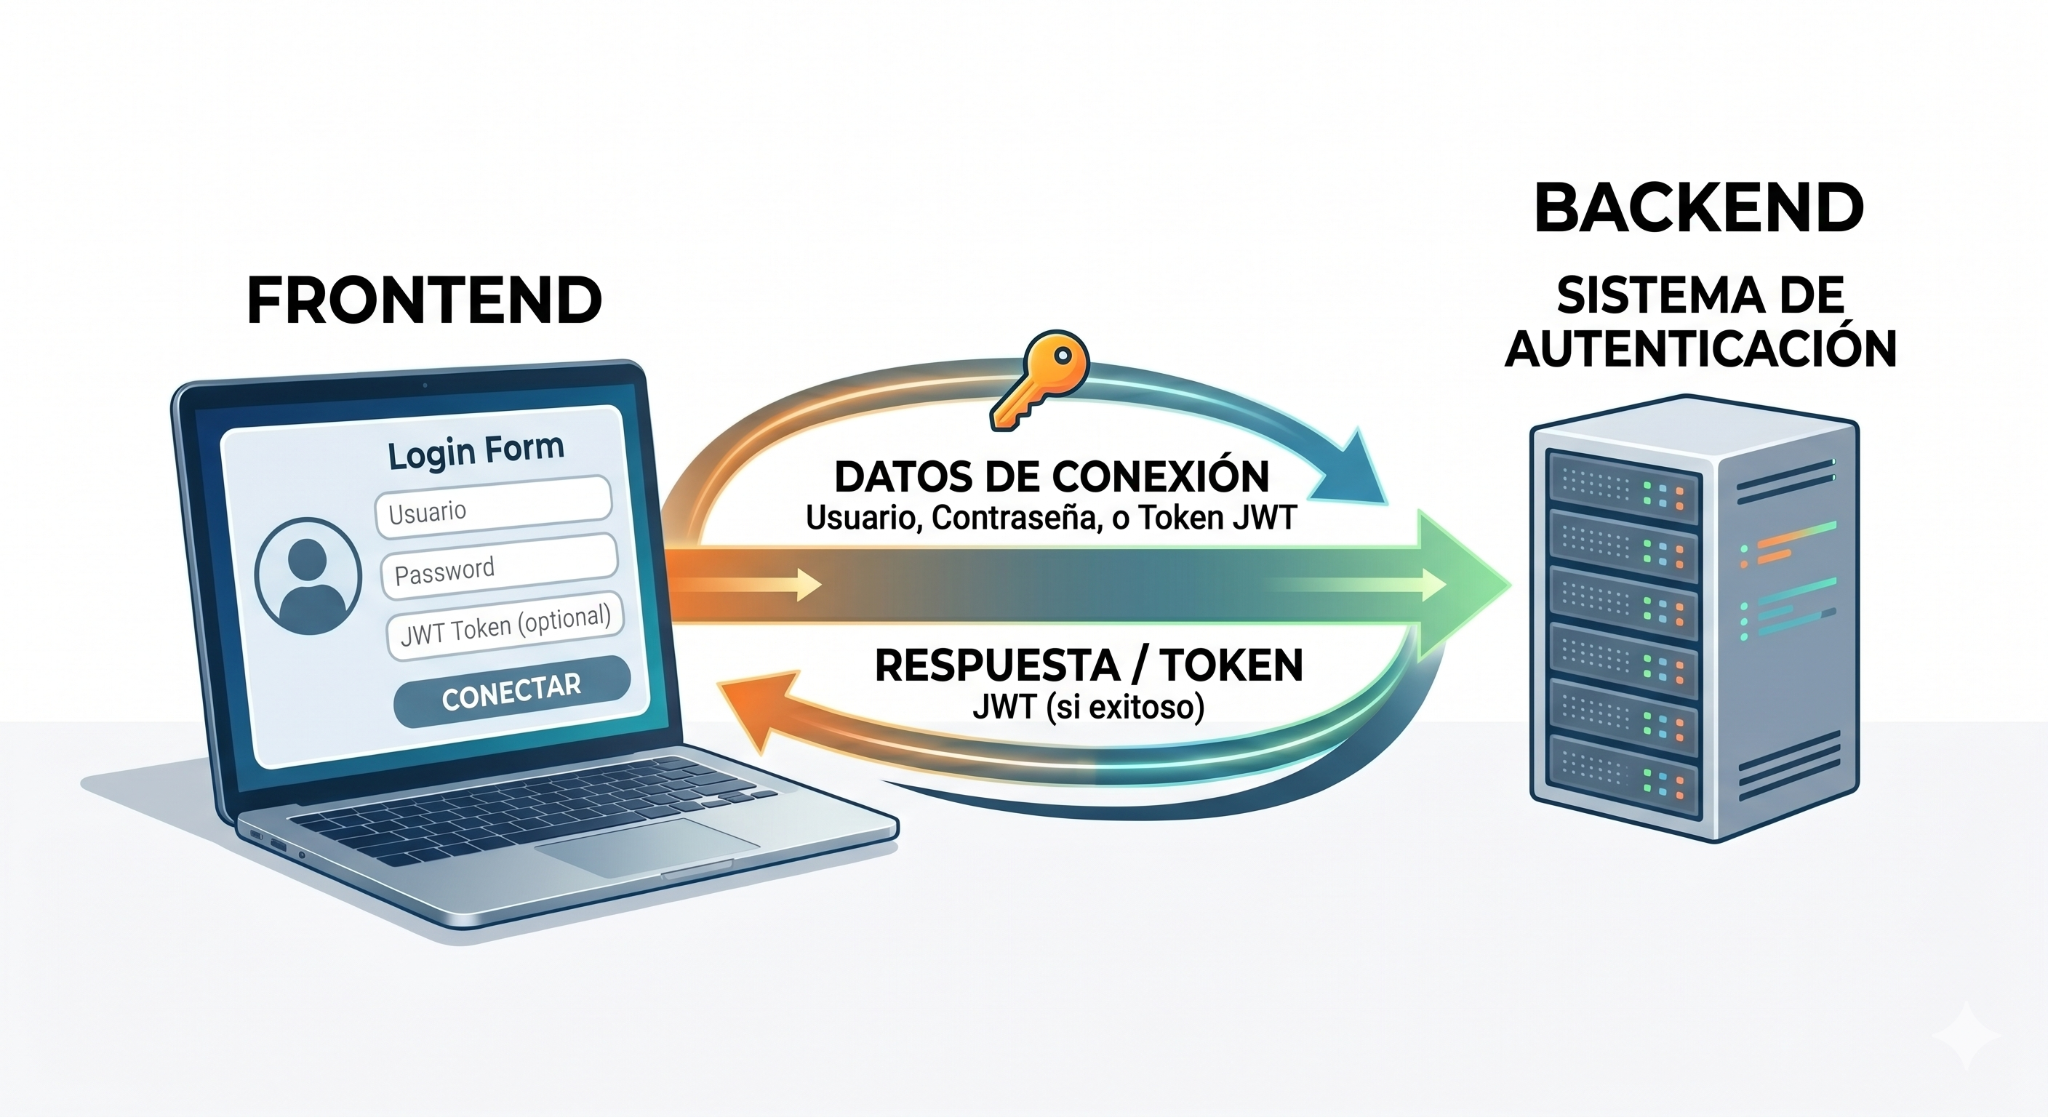 FRONTEND
Login Form
Usuario
Password
JWT Token (optional)
CONECTAR
DATOS DE CONEXIÓN
Usuario, Contraseña, o Token JWT
RESPUESTA / TOKEN
JWT (si exitoso)
BACKEND
SISTEMA DE
AUTENTICACIÓN